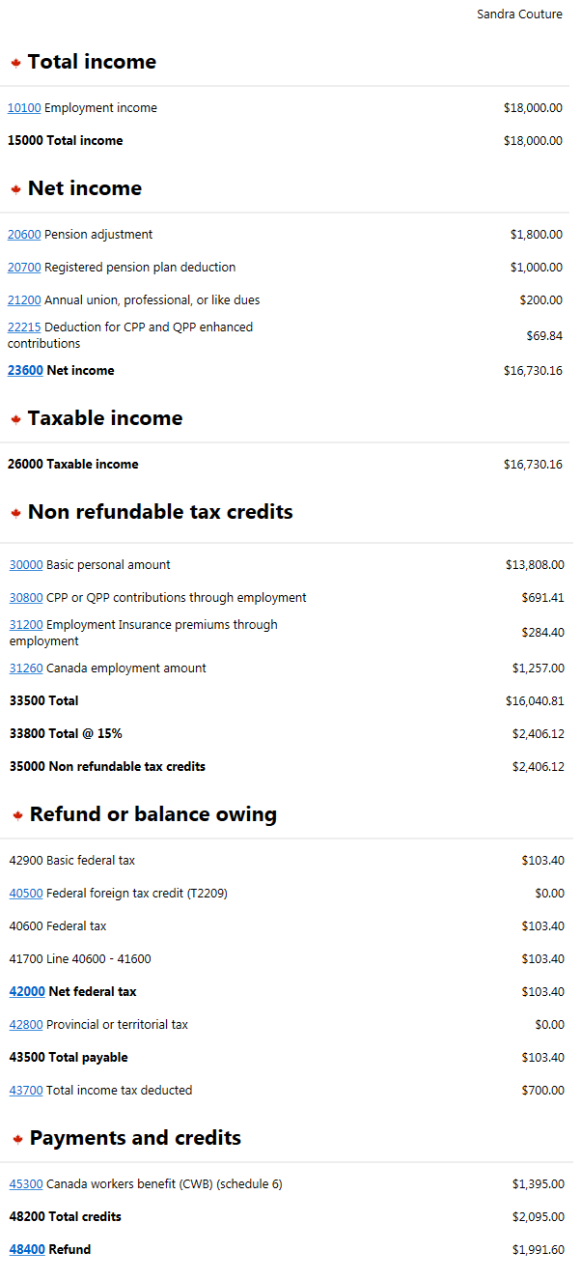 Sandra Couture
Total income
10100 Employment income $18,000.00
15000 Total income $18,000.00
Net income
20600 Pension adjustment $1,800.00
20700 Registered pension plan deduction $1,000.00
21200 Annual union, professional, or like dues $200.00
22215 Deduction for CPP and QPP enhanced
contributions $69.84
23600 Net income $16,730.16
Taxable income
26000 Taxable income $16,730.16
Non refundable tax credits
30000 Basic personal amount $13,808.00
30800 CPP or QPP contributions through employment $691.41
31200 Employment Insurance premiums through
employment $284.40
31260 Canada employment amount $1,257.00
33500 Total $16,040.81
33800 Total @ 15% $2,406.12
35000 Non refundable tax credits $2,406.12
Refund or balance owing
42900 Basic federal tax $103.40
40500 Federal foreign tax credit (T2209) $0.00
40600 Federal tax $103.40
41700 Line 40600 - 41600 $103.40
42000 Net federal tax $103.40
42800 Provincial or territorial tax $0.00
43500 Total payable $103.40
43700 Total income tax deducted $700.00
Payments and credits
45300 Canada workers benefit (CWB) (schedule 6) $1,395.00
48200 Total credits $2,095.00
48400 Refund $1,991.60